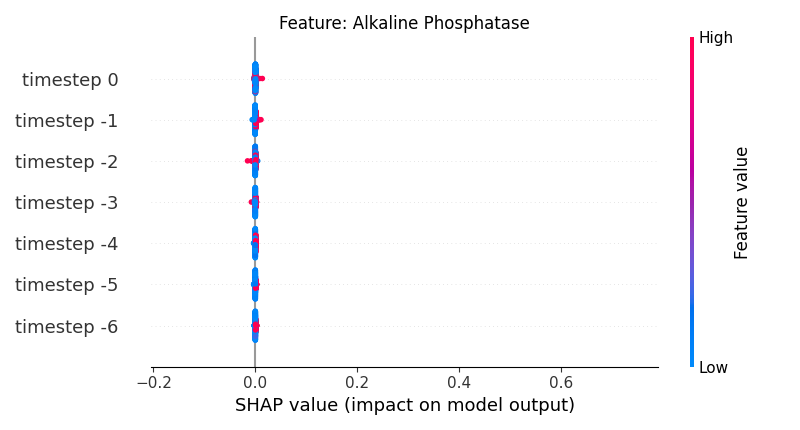 Feature: Alkaline Phosphatase
High
timestep 0
timestep -1
timestep -2
timestep -3
timestep -4
timestep -5
timestep -6
Feature value
Low
−0.2 0.0 0.2 0.4 0.6
SHAP value (impact on model output)